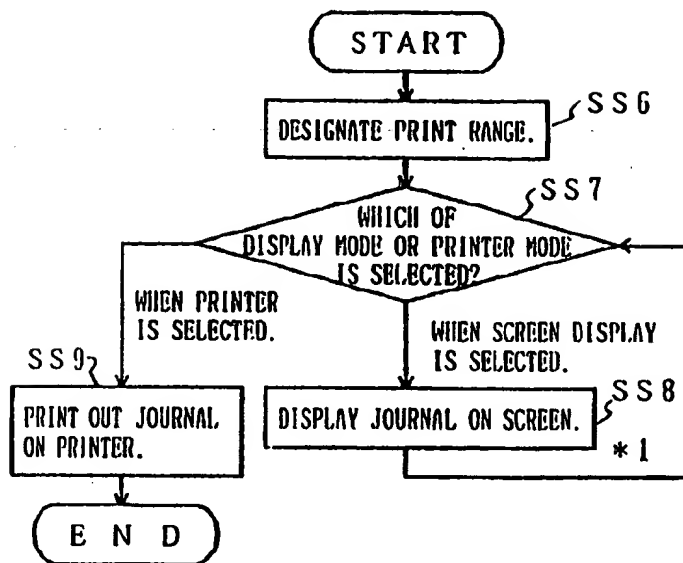 START
SS6
DESIGNATE PRINT RANGE.
SS7
WHICH OF
DISPLAY MODE OR PRINTER MODE
IS SELECTED?
WHEN PRINTER
IS SELECTED.
WHEN SCREEN DISPLAY
IS SELECTED.
SS9
PRINT OUT JOURNAL
ON PRINTER.
SS8
DISPLAY JOURNAL ON SCREEN.
*1
END